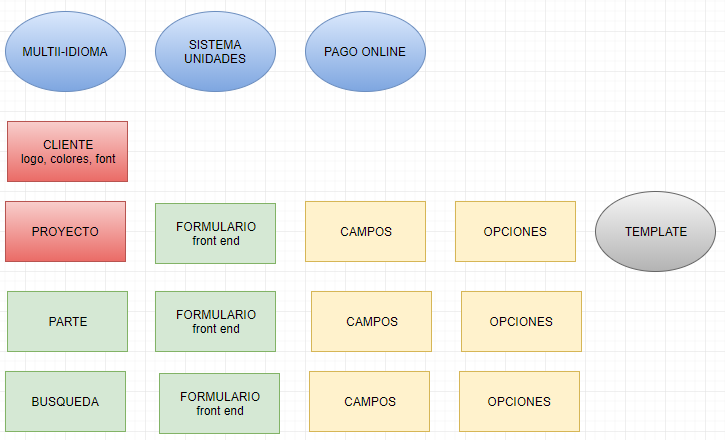 MULTII-IDIOMA
SISTEMA
UNIDADES
PAGO ONLINE
CLIENTE
logo, colores, font
PROYECTO
FORMULARIO
front end
CAMPOS
OPCIONES
TEMPLATE
PARTE
FORMULARIO
front end
CAMPOS
OPCIONES
BUSQUEDA
FORMULARIO
front end
CAMPOS
OPCIONES